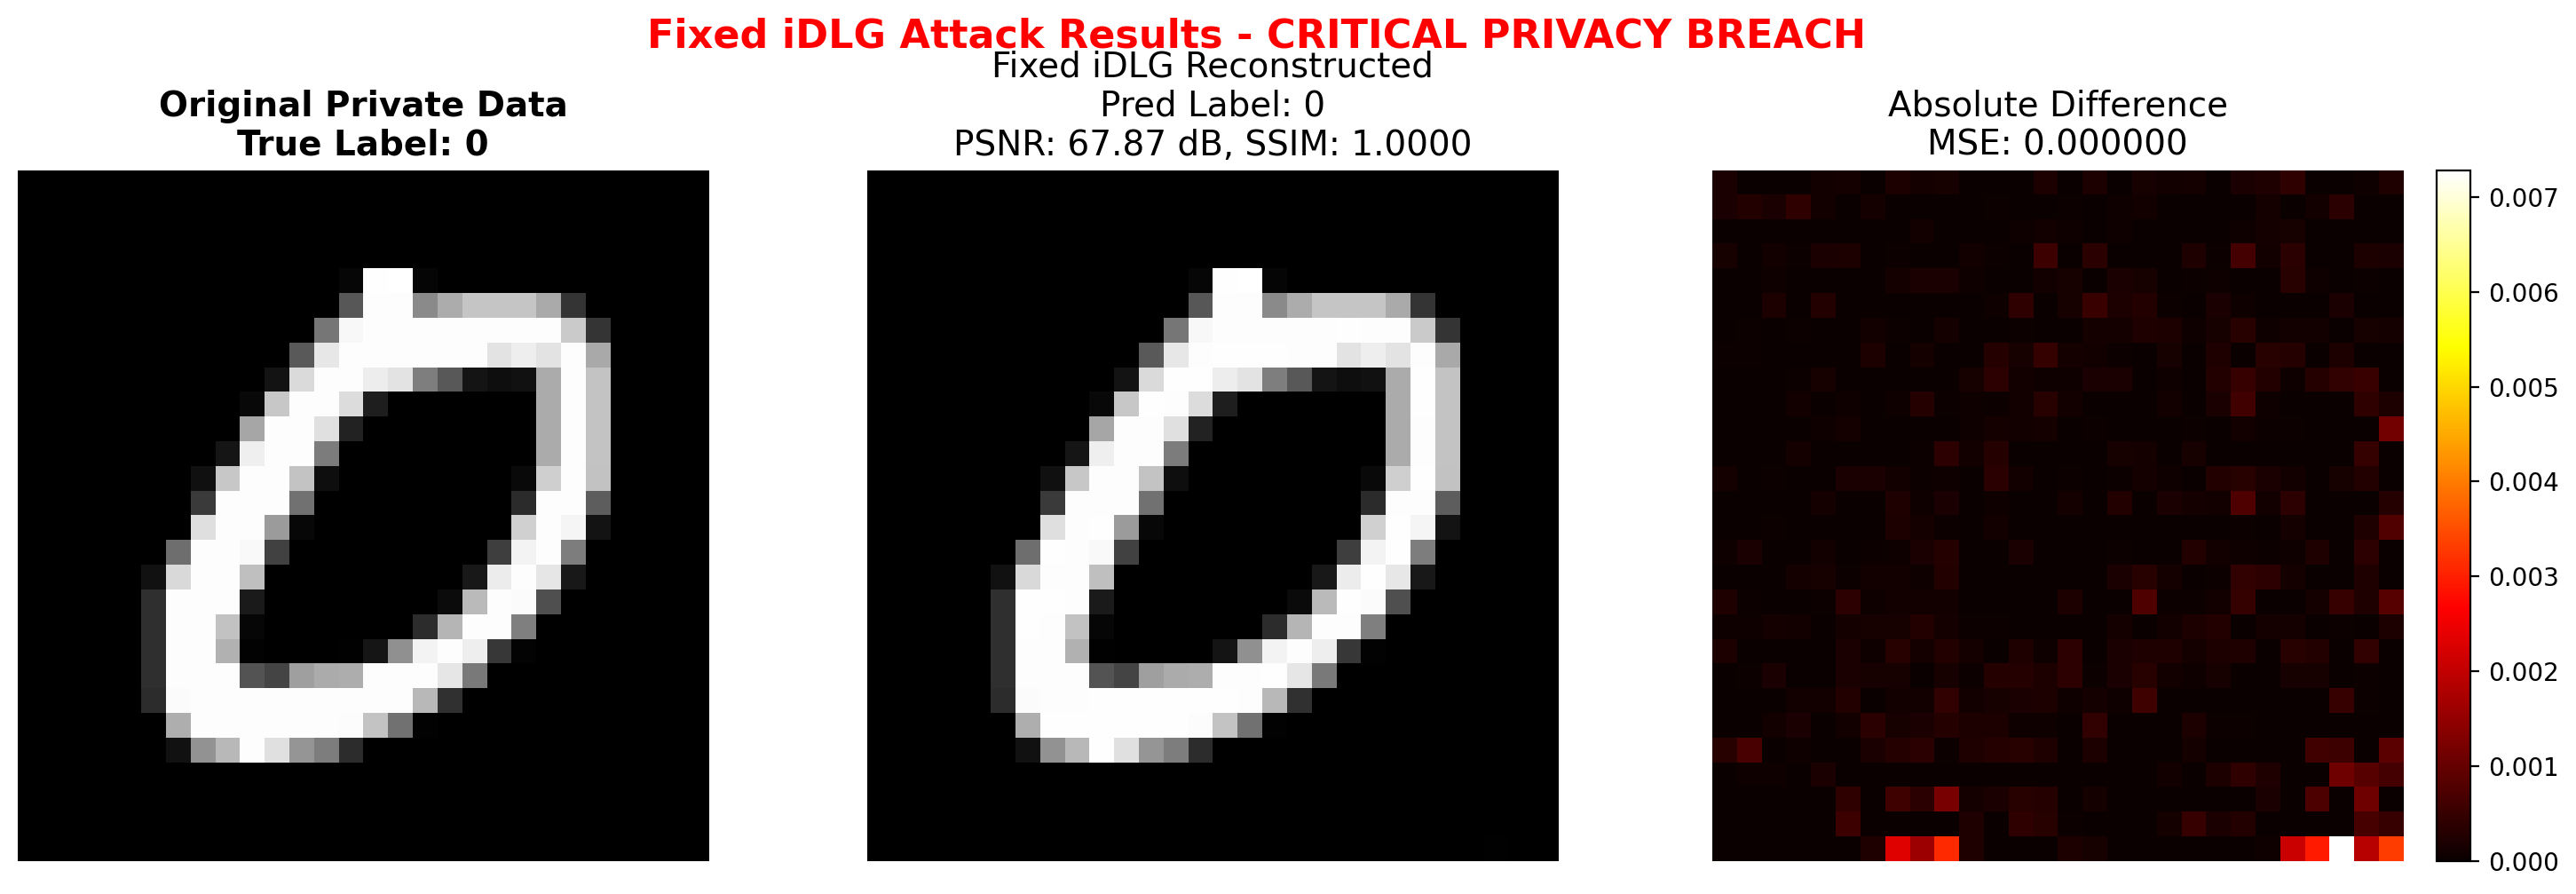 Fixed iDLG Attack Results - CRITICAL PRIVACY BREACH
Original Private Data
True Label: 0
Fixed iDLG Reconstructed
Pred Label: 0
PSNR: 67.87 dB, SSIM: 1.0000
Absolute Difference
MSE: 0.000000
0.007
0.006
0.005
0.004
0.003
0.002
0.001
0.000